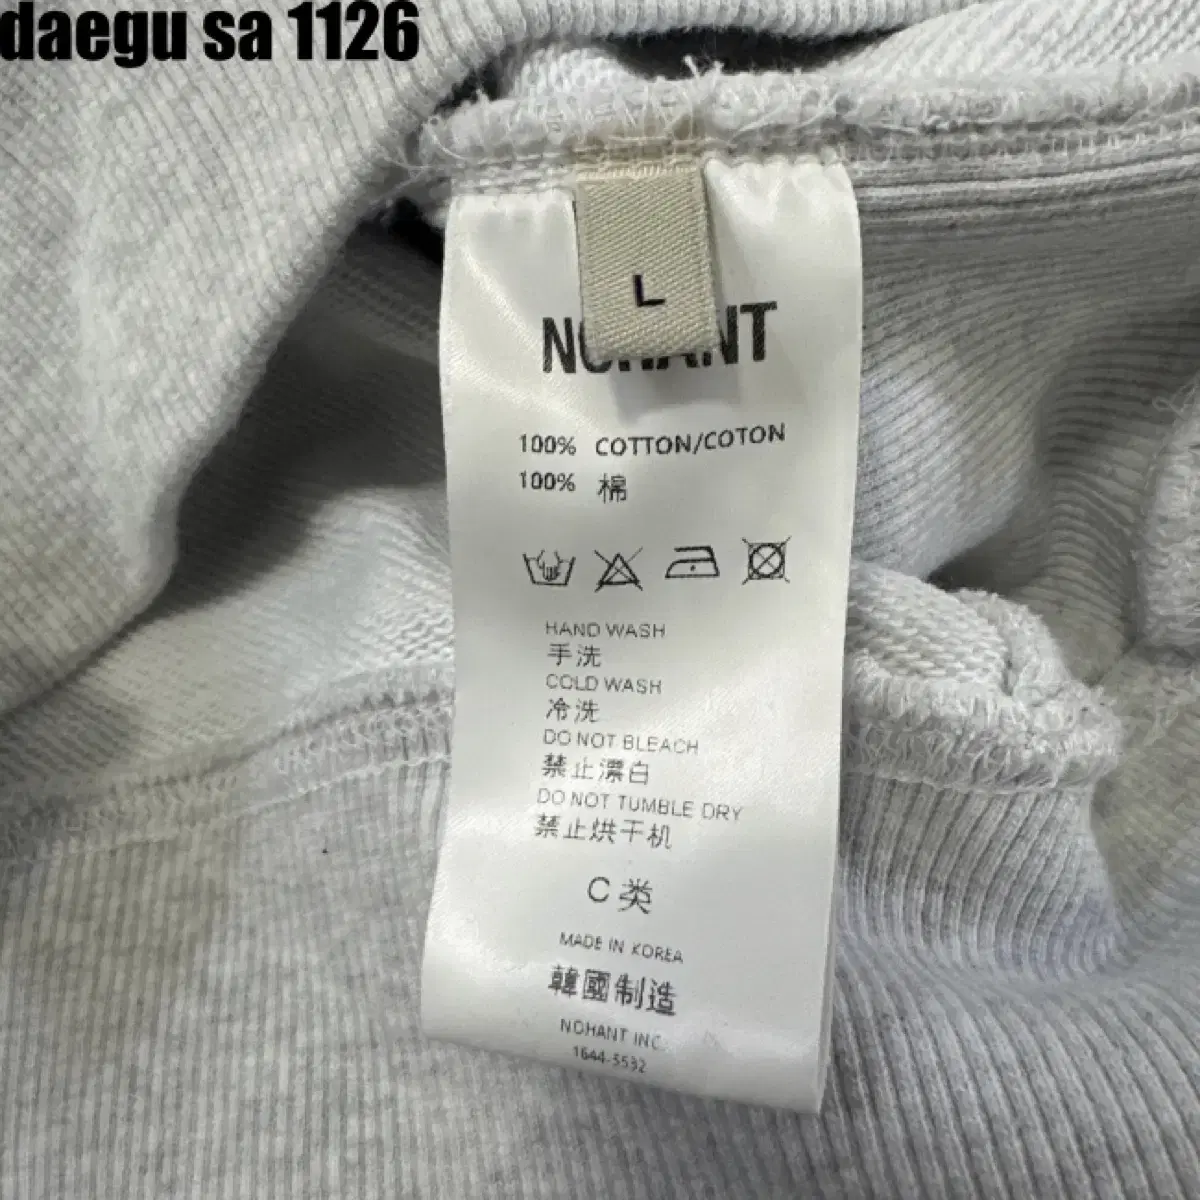 daegu sa 1126
L
NOHANT
100% COTTON/COTON
100% 棉
HAND WASH
手洗
COLD WASH
冷洗
DO NOT BLEACH
禁止漂白
DO NOT TUMBLE DRY
禁止烘干机
C 类
MADE IN KOREA
韓國制造
NOHANT INC.
1644-5532